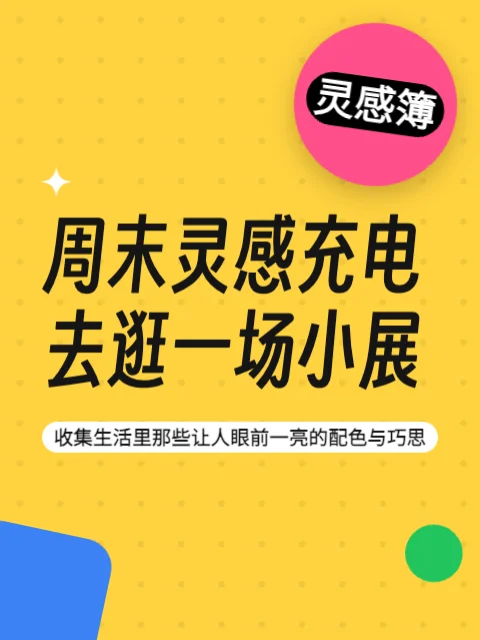 灵感簿
周末灵感充电
去逛一场小展
收集生活里那些让人眼前一亮的配色与巧思